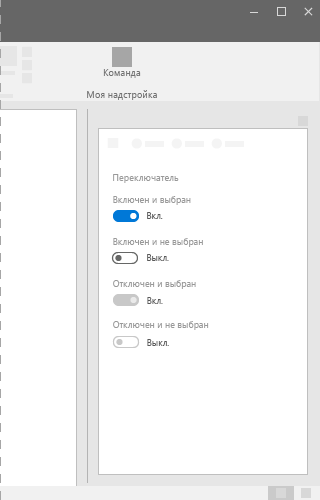 Команда
Моя надстройка
Переключатель
Включен и выбран
Вкл.
Включен и не выбран
Выкл.
Отключен и выбран
Вкл.
Отключен и не выбран
Выкл.